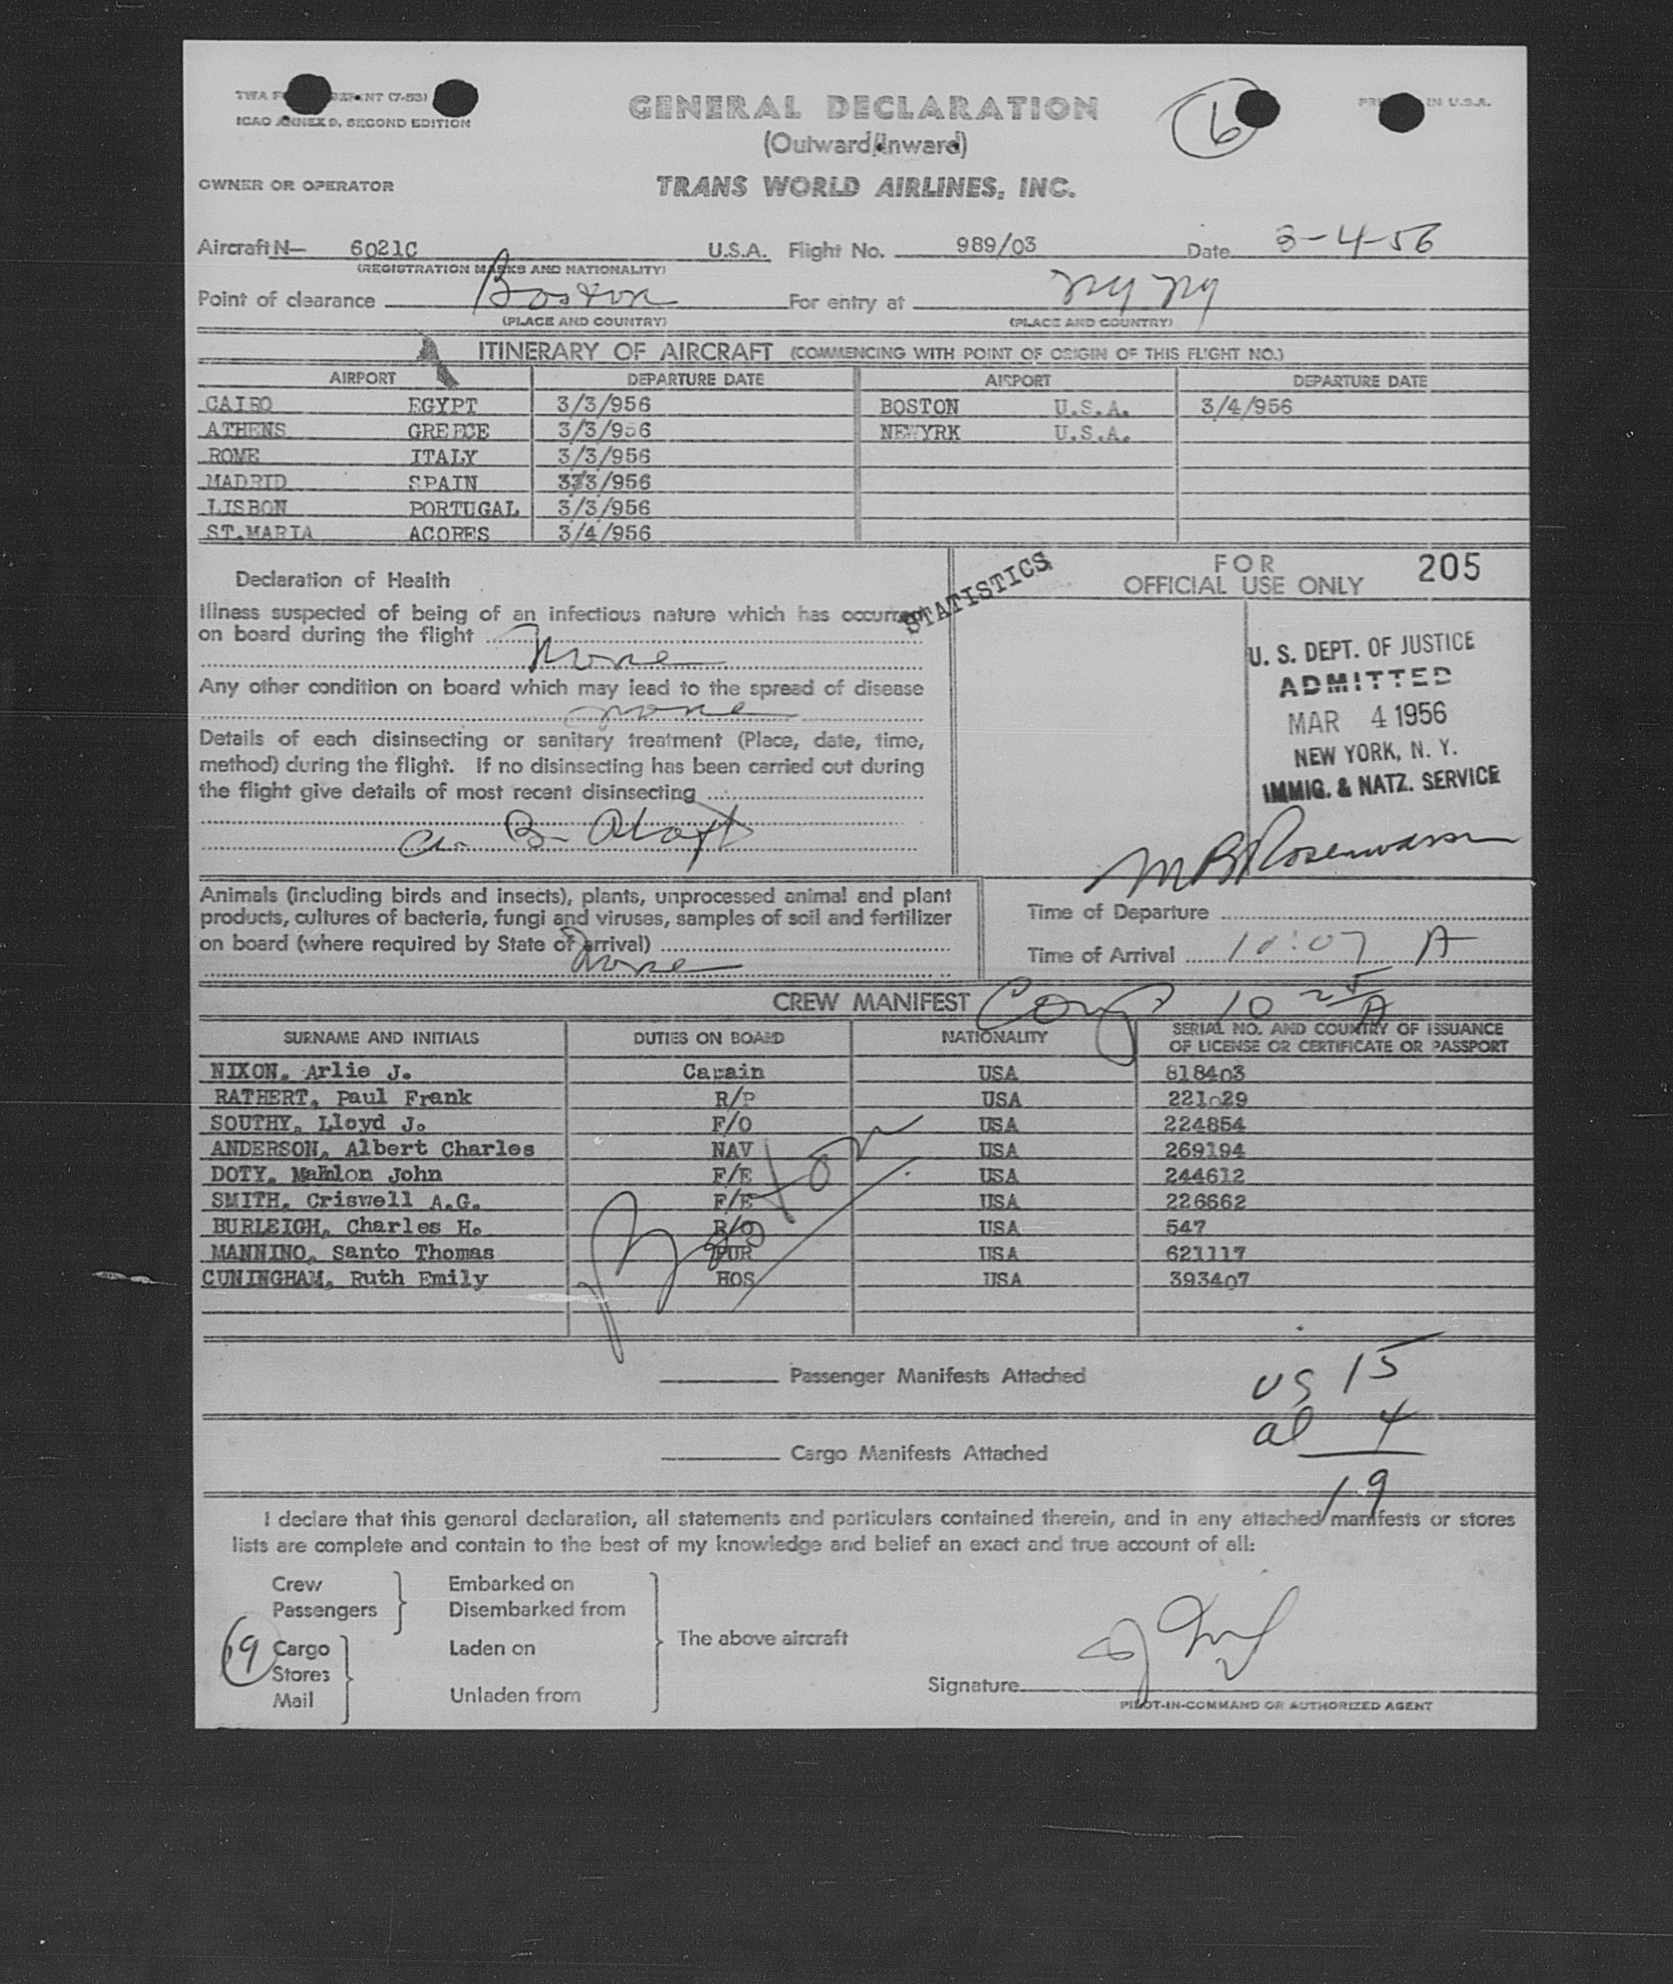 GENERAL DECLARATION
(Outward/Inward)
ICAO ANNEX 9, SECOND EDITION
6
IN U.S.A.
OWNER OR OPERATOR TRANS WORLD AIRLINES, INC.
Aircraft N— 6021C U.S.A. Flight No. 989/03 Date 3-4-56
(REGISTRATION MARKS AND NATIONALITY)
Point of clearance Boston For entry at NY NY
(PLACE AND COUNTRY) (PLACE AND COUNTRY)
ITINERARY OF AIRCRAFT (COMMENCING WITH POINT OF ORIGIN OF THIS FLIGHT NO.)
AIRPORT DEPARTURE DATE AIRPORT DEPARTURE DATE
CAIRO EGYPT 3/3/956 BOSTON U.S.A. 3/4/956
ATHENS GREECE 3/3/956 NEWYRK U.S.A.
ROME ITALY 3/3/956
MADRID SPAIN 3/3/956
LISBON PORTUGAL 3/3/956
ST.MARIA ACORES 3/4/956
STATISTICS
FOR
OFFICIAL USE ONLY
205
Declaration of Health
Illness suspected of being of an infectious nature which has occurred
on board during the flight
None
Any other condition on board which may lead to the spread of disease
none
Details of each disinsecting or sanitary treatment (Place, date, time,
method) during the flight. If no disinsecting has been carried out during
the flight give details of most recent disinsecting
U. S. DEPT. OF JUSTICE
ADMITTED
MAR 4 1956
NEW YORK, N. Y.
IMMIG. & NATZ. SERVICE
Animals (including birds and insects), plants, unprocessed animal and plant
products, cultures of bacteria, fungi and viruses, samples of soil and fertilizer
on board (where required by State of arrival)
None
Time of Departure
Time of Arrival 10:07 A
CREW MANIFEST
10 25 A
SURNAME AND INITIALS DUTIES ON BOARD NATIONALITY SERIAL NO. AND COUNTRY OF ISSUANCE
OF LICENSE OR CERTIFICATE OR PASSPORT
NIXON, Arlie J. Capain USA 818403
RATHERT, Paul Frank R/P USA 221029
SOUTHY, Lloyd J. F/O USA 224854
ANDERSON, Albert Charles NAV USA 269194
DOTY, Mahlon John F/E USA 244612
SMITH, Criswell A.G. F/E USA 226662
BURLEIGH, Charles H. R/O USA 547
MANNINO, Santo Thomas PUR USA 621117
CUNINGHAM, Ruth Emily HOS USA 393407
Passenger Manifests Attached
US 15
al 4
19
Cargo Manifests Attached
I declare that this general declaration, all statements and particulars contained therein, and in any attached manifests or stores
lists are complete and contain to the best of my knowledge and belief an exact and true account of all:
Crew Embarked on
Passengers Disembarked from
The above aircraft
Cargo Laden on
Stores
Mail Unladen from
Signature
PILOT-IN-COMMAND OR AUTHORIZED AGENT